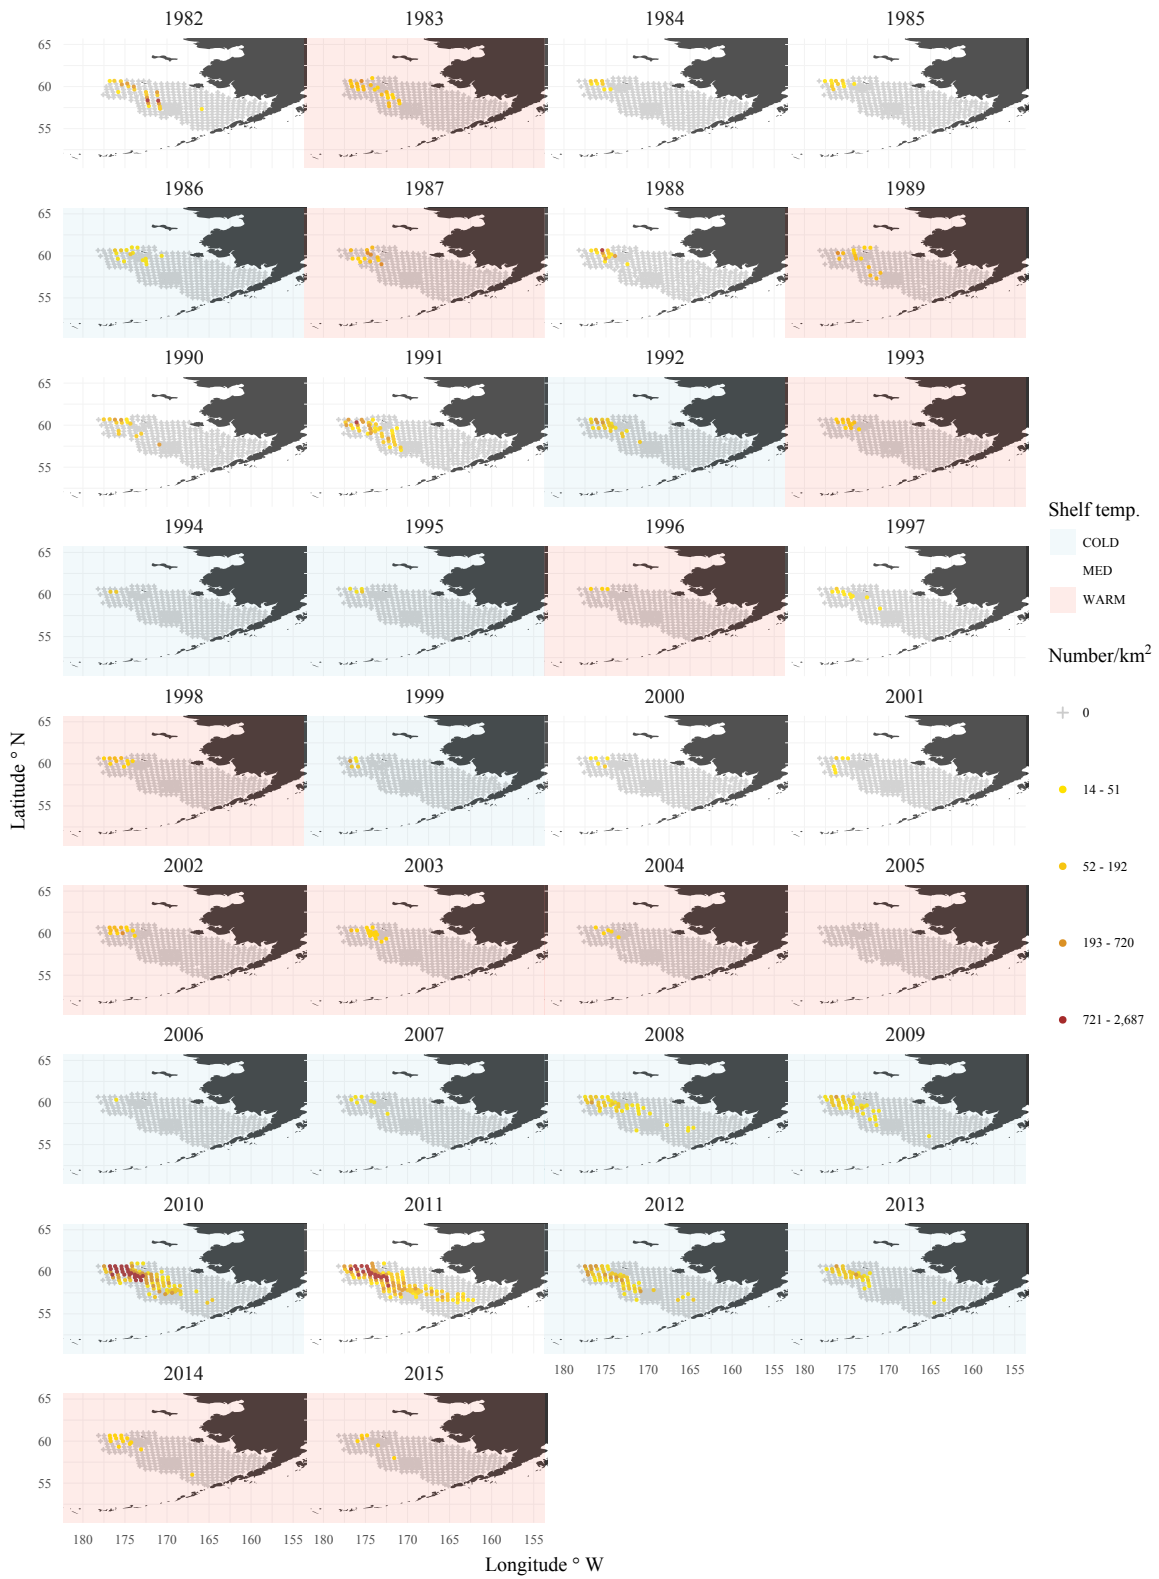 1982 1983 1984 1985
65
60
55
1986 1987 1988 1989
65
60
55
1990 1991 1992 1993
65
60
55
1994 1995 1996 1997
65
60
55
1998 1999 2000 2001
65
60
55
2002 2003 2004 2005
65
60
55
2006 2007 2008 2009
65
60
55
2010 2011 2012 2013
65
60
55
180 175 170 165 160 155 180 175 170 165 160 155
2014 2015
65
60
55
180 175 170 165 160 155 180 175 170 165 160 155
Longitude ° W
Latitude ° N
Shelf temp.
COLD
MED
WARM
Number/km²
0
14 - 51
52 - 192
193 - 720
721 - 2,687